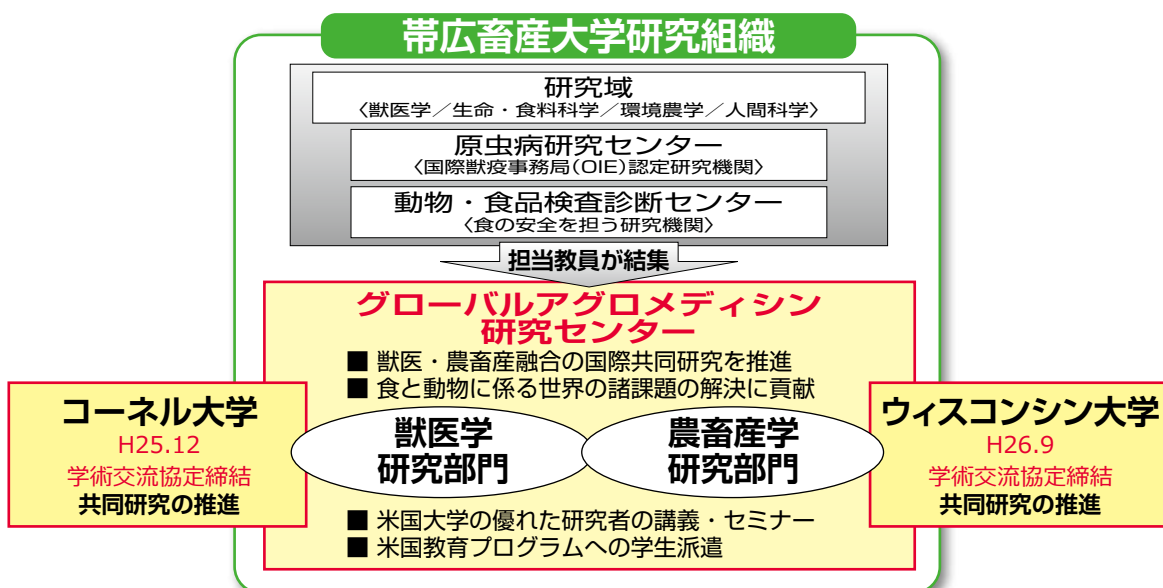 帯広畜産大学研究組織
研究域
〈獣医学／生命・食料科学／環境農学／人間科学〉
原虫病研究センター
〈国際獣疫事務局(OIE)認定研究機関〉
動物・食品検査診断センター
〈食の安全を担う研究機関〉
担当教員が結集
グローバルアグロメディシン
研究センター
■ 獣医・農畜産融合の国際共同研究を推進
■ 食と動物に係る世界の諸課題の解決に貢献
コーネル大学
H25.12
学術交流協定締結
共同研究の推進
獣医学
研究部門
農畜産学
研究部門
ウィスコンシン大学
H26.9
学術交流協定締結
共同研究の推進
■ 米国大学の優れた研究者の講義・セミナー
■ 米国教育プログラムへの学生派遣